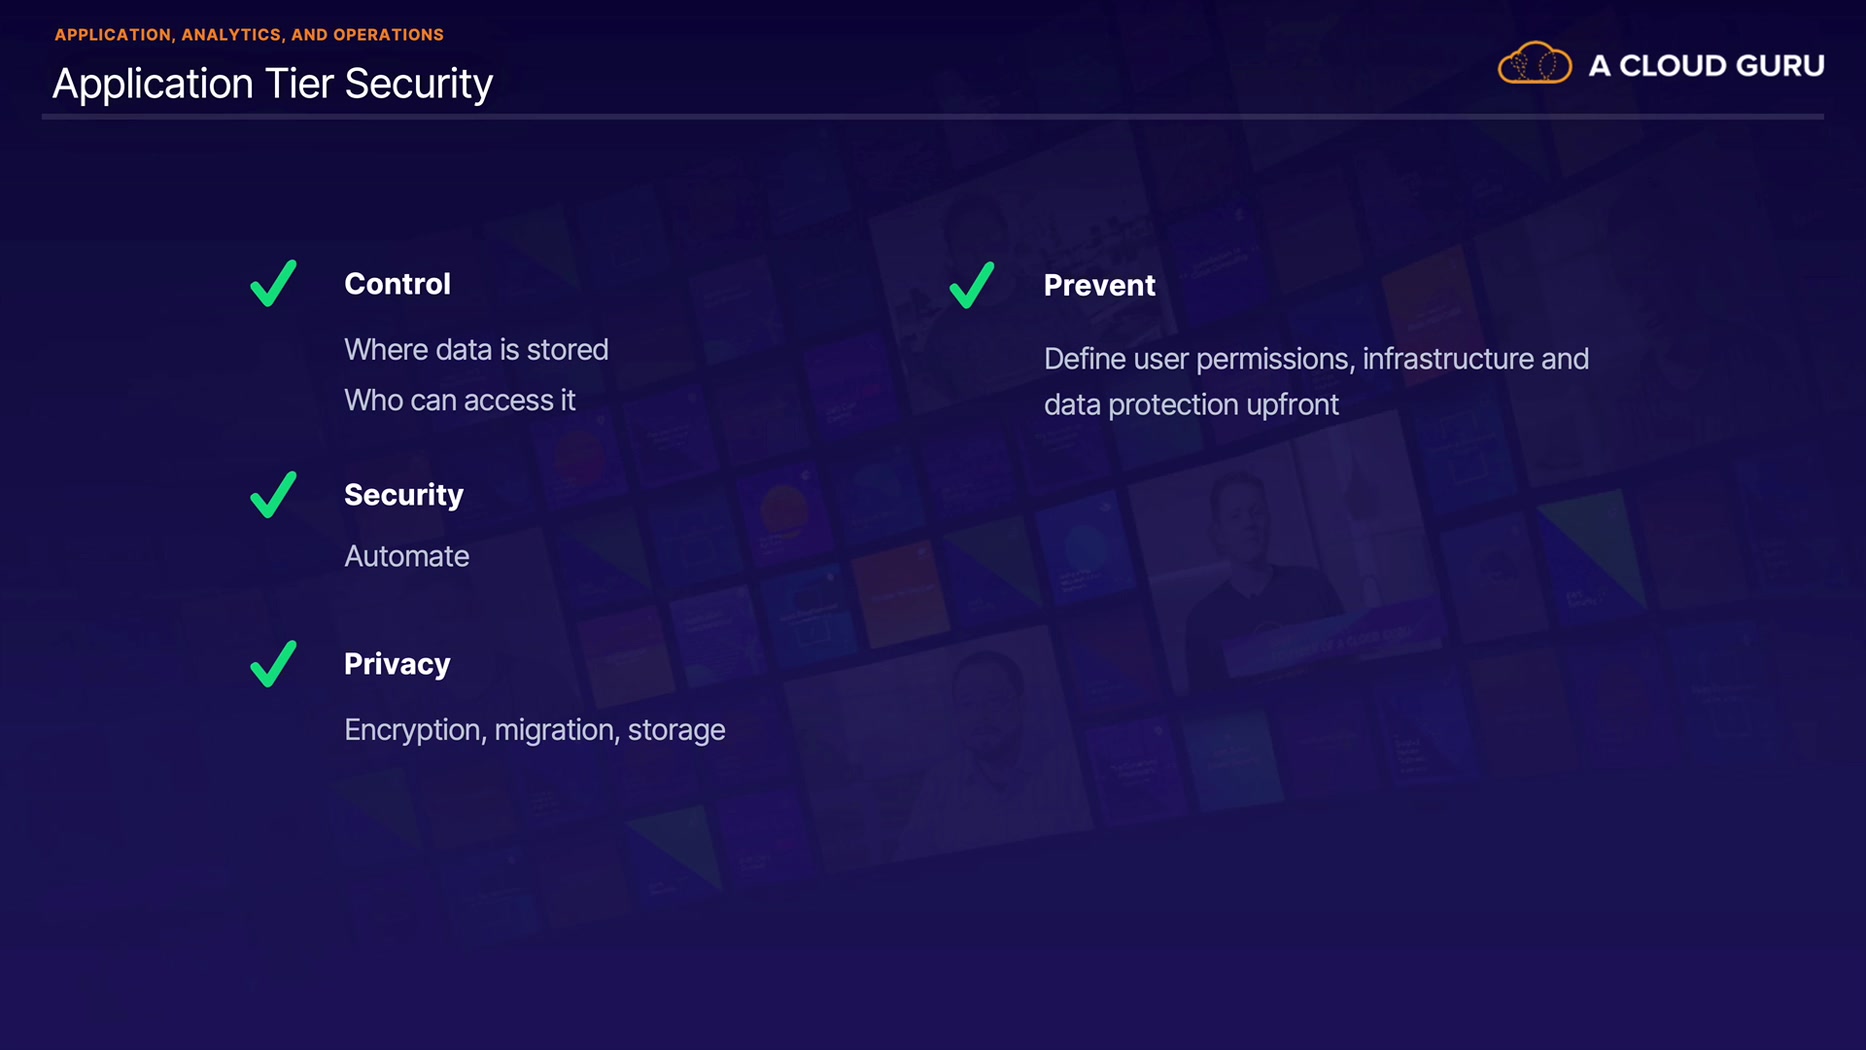 APPLICATION, ANALYTICS, AND OPERATIONS
Application Tier Security
A CLOUD GURU
Control
Where data is stored
Who can access it
Security
Automate
Privacy
Encryption, migration, storage
Prevent
Define user permissions, infrastructure and
data protection upfront